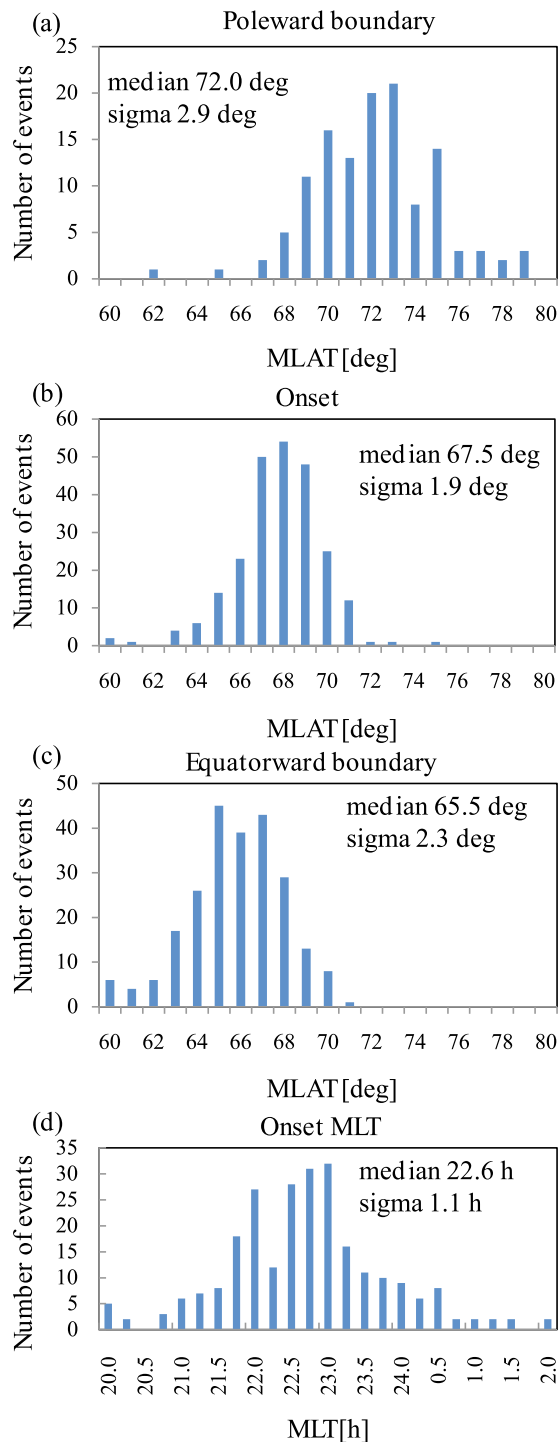 (a)
Poleward boundary
median 72.0 deg
sigma 2.9 deg
Number of events
25
20
15
10
5
0
60 62 64 66 68 70 72 74 76 78 80
MLAT [deg]
(b)
Onset
median 67.5 deg
sigma 1.9 deg
Number of events
60
50
40
30
20
10
0
60 62 64 66 68 70 72 74 76 78 80
MLAT [deg]
(c)
Equatorward boundary
median 65.5 deg
sigma 2.3 deg
Number of events
50
40
30
20
10
0
60 62 64 66 68 70 72 74 76 78 80
MLAT [deg]
(d)
Onset MLT
median 22.6 h
sigma 1.1 h
Number of events
35
30
25
20
15
10
5
0
20.0 20.5 21.0 21.5 22.0 22.5 23.0 23.5 24.0 0.5 1.0 1.5 2.0
MLT[h]